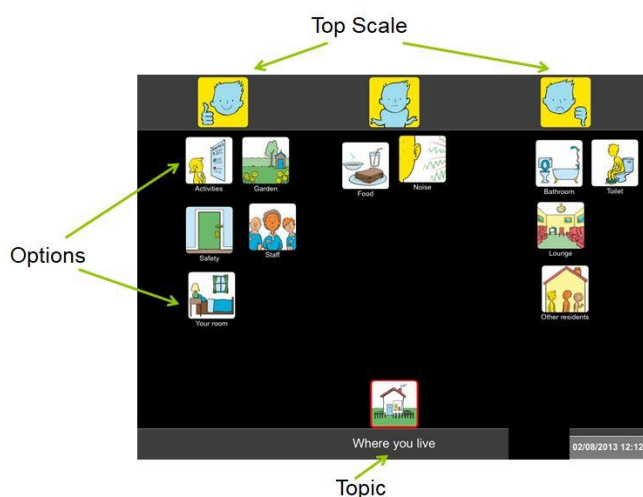 Top Scale
Activities
Garden
Food
Noise
Bathroom
Toilet
Options
Safety
Staff
Lounge
Your room
Other residents
Where you live
02/08/2013 12:12
Topic